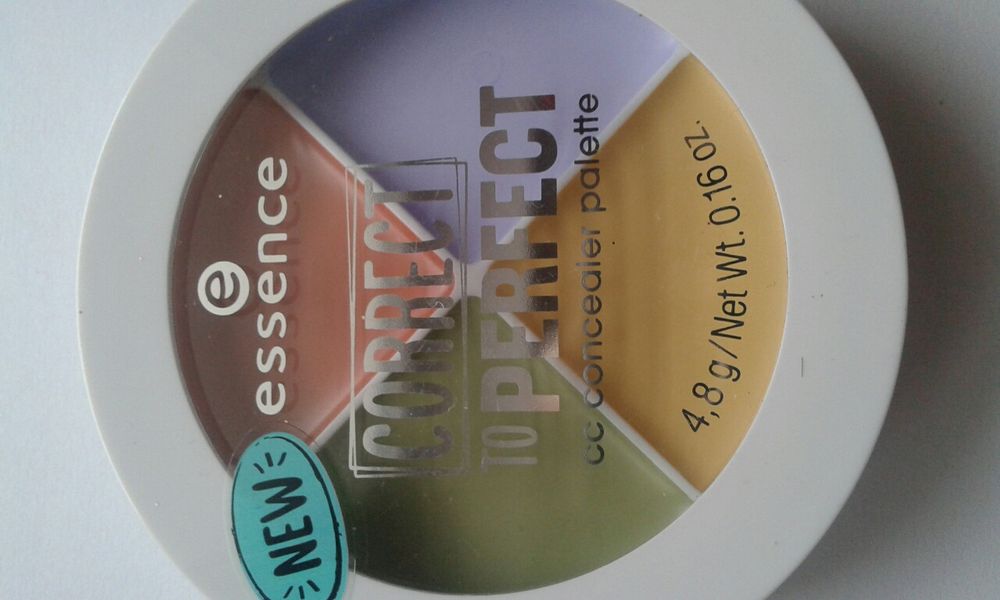 e
essence
CORRECT
TO PERFECT
cc concealer palette
4,8 g/Net Wt. 0.16 oz.
NEW